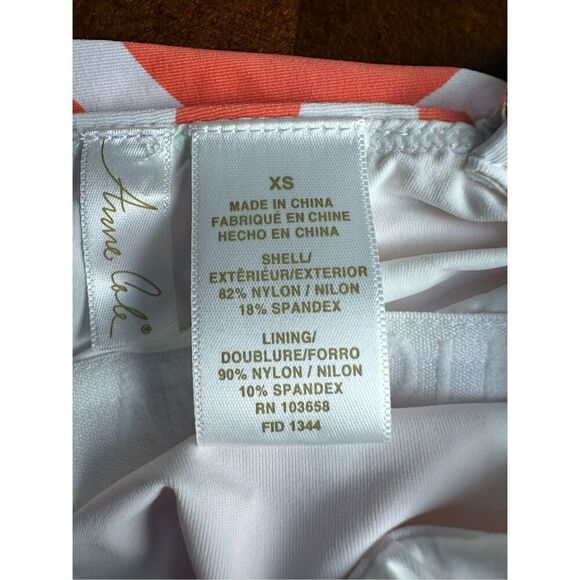 Anne Cole®
XS
MADE IN CHINA
FABRIQUÉ EN CHINE
HECHO EN CHINA
SHELL/
EXTÉRIEUR/EXTERIOR
82% NYLON / NILON
18% SPANDEX
LINING/
DOUBLURE/FORRO
90% NYLON / NILON
10% SPANDEX
RN 103658
FID 1344